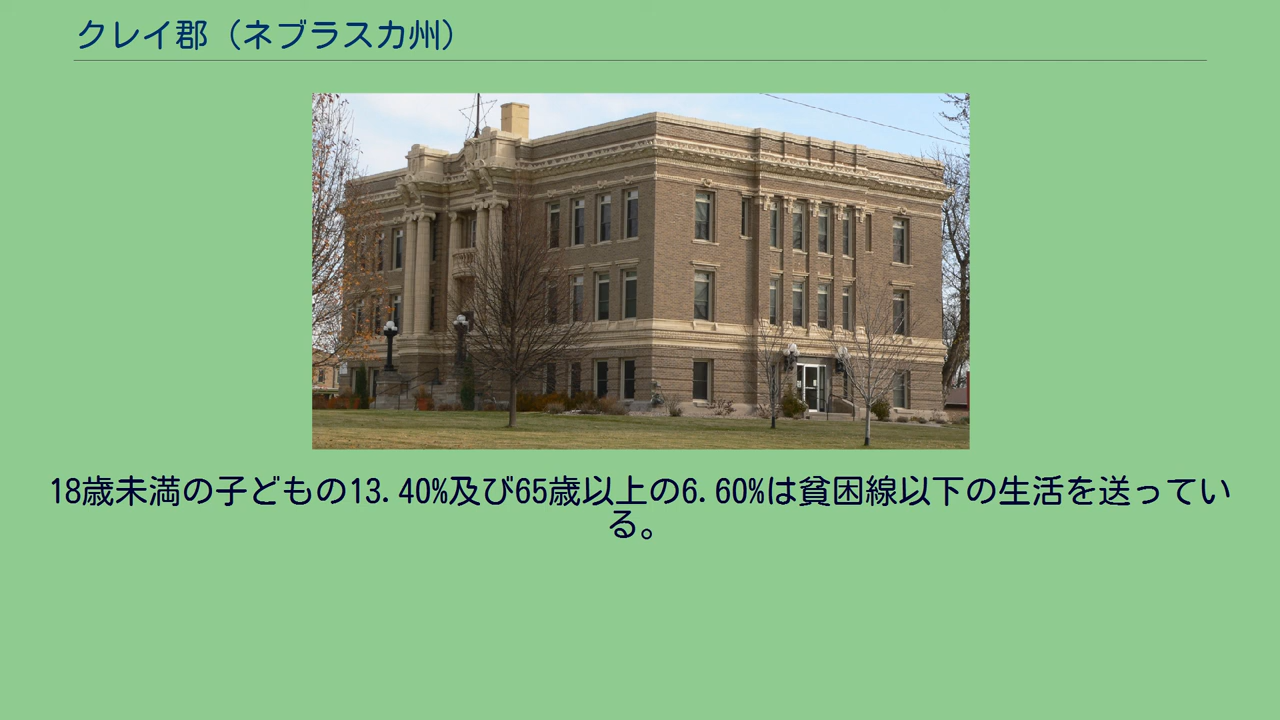 クレイ郡（ネブラスカ州）
18歳未満の子どもの13.40%及び65歳以上の6.60%は貧困線以下の生活を送ってい
る。